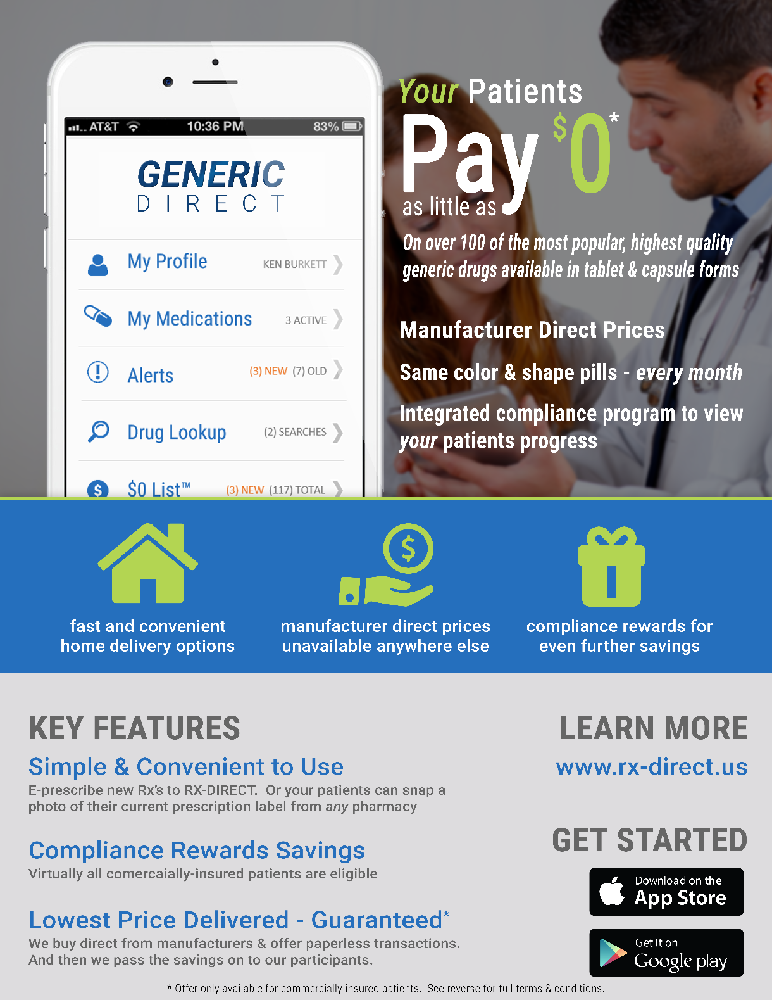 AT&T 10:36 PM 83%
GENERIC
DIRECT
My Profile KEN BURKETT
My Medications 3 ACTIVE
Alerts (3) NEW (7) OLD
Drug Lookup (2) SEARCHES
$0 List™ (3) NEW (117) TOTAL
Your Patients
Pay $0*
as little as
On over 100 of the most popular, highest quality
generic drugs available in tablet & capsule forms
Manufacturer Direct Prices
Same color & shape pills - every month
Integrated compliance program to view
your patients progress
fast and convenient
home delivery options
manufacturer direct prices
unavailable anywhere else
compliance rewards for
even further savings
KEY FEATURES
Simple & Convenient to Use
E-prescribe new Rx's to RX-DIRECT. Or your patients can snap a
photo of their current prescription label from any pharmacy
Compliance Rewards Savings
Virtually all comercaially-insured patients are eligible
Lowest Price Delivered - Guaranteed*
We buy direct from manufacturers & offer paperless transactions.
And then we pass the savings on to our participants.
LEARN MORE
www.rx-direct.us
GET STARTED
Download on the
App Store
Get it on
Google play
* Offer only available for commercially-insured patients. See reverse for full terms & conditions.